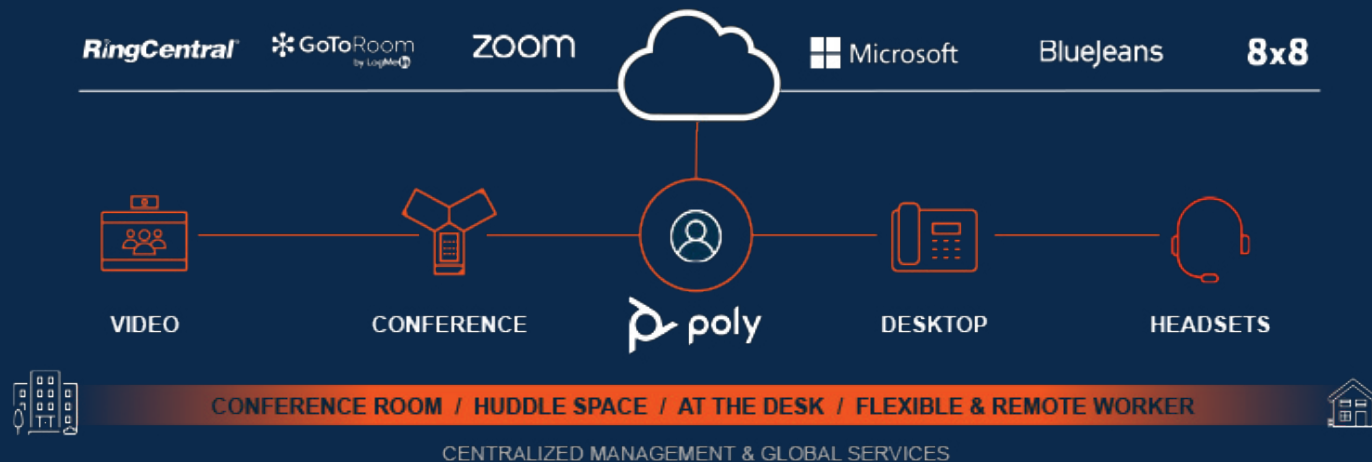 RingCentral
GoToRoom
by LogMeIn
zoom
Microsoft
BlueJeans
8x8
VIDEO
CONFERENCE
poly
DESKTOP
HEADSETS
CONFERENCE ROOM / HUDDLE SPACE / AT THE DESK / FLEXIBLE & REMOTE WORKER
CENTRALIZED MANAGEMENT & GLOBAL SERVICES